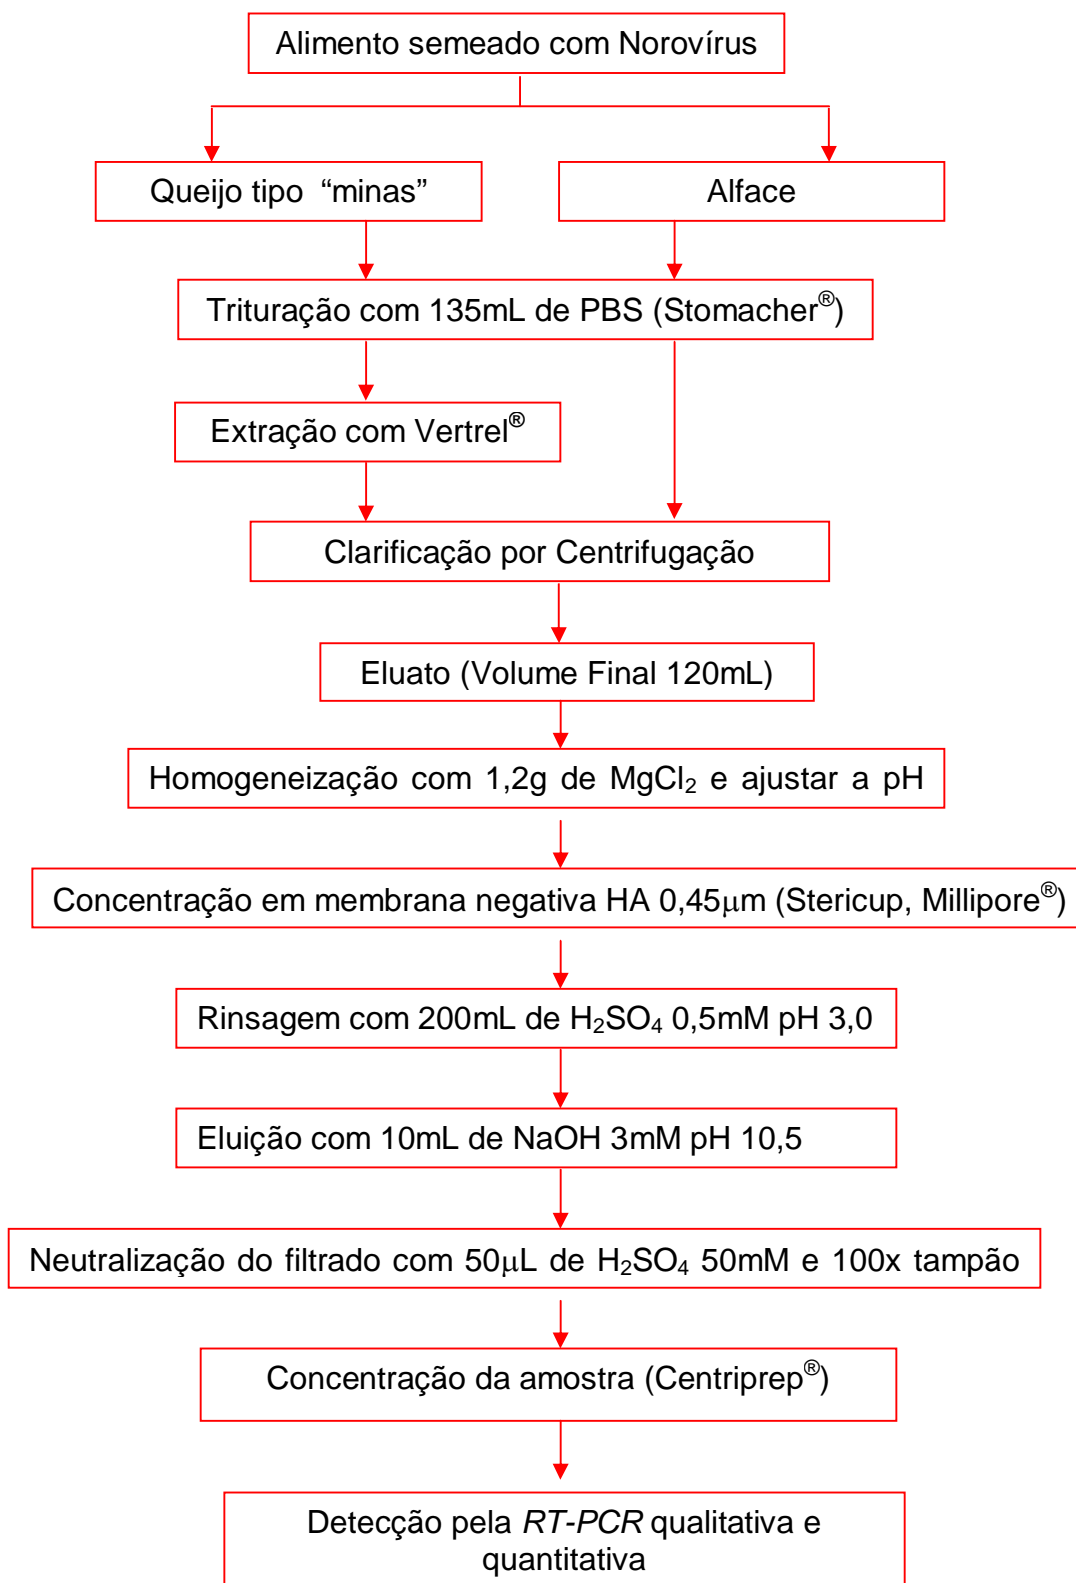 Alimento semeado com Norovírus
Queijo tipo “minas”
Alface
Trituração com 135mL de PBS (Stomacher®)
Extração com Vertrel®
Clarificação por Centrifugação
Eluato (Volume Final 120mL)
Homogeneização com 1,2g de MgCl₂ e ajustar a pH
Concentração em membrana negativa HA 0,45μm (Stericup, Millipore®)
Rinsagem com 200mL de H₂SO₄ 0,5mM pH 3,0
Eluição com 10mL de NaOH 3mM pH 10,5
Neutralização do filtrado com 50μL de H₂SO₄ 50mM e 100x tampão
Concentração da amostra (Centriprep®)
Detecção pela RT-PCR qualitativa e
quantitativa